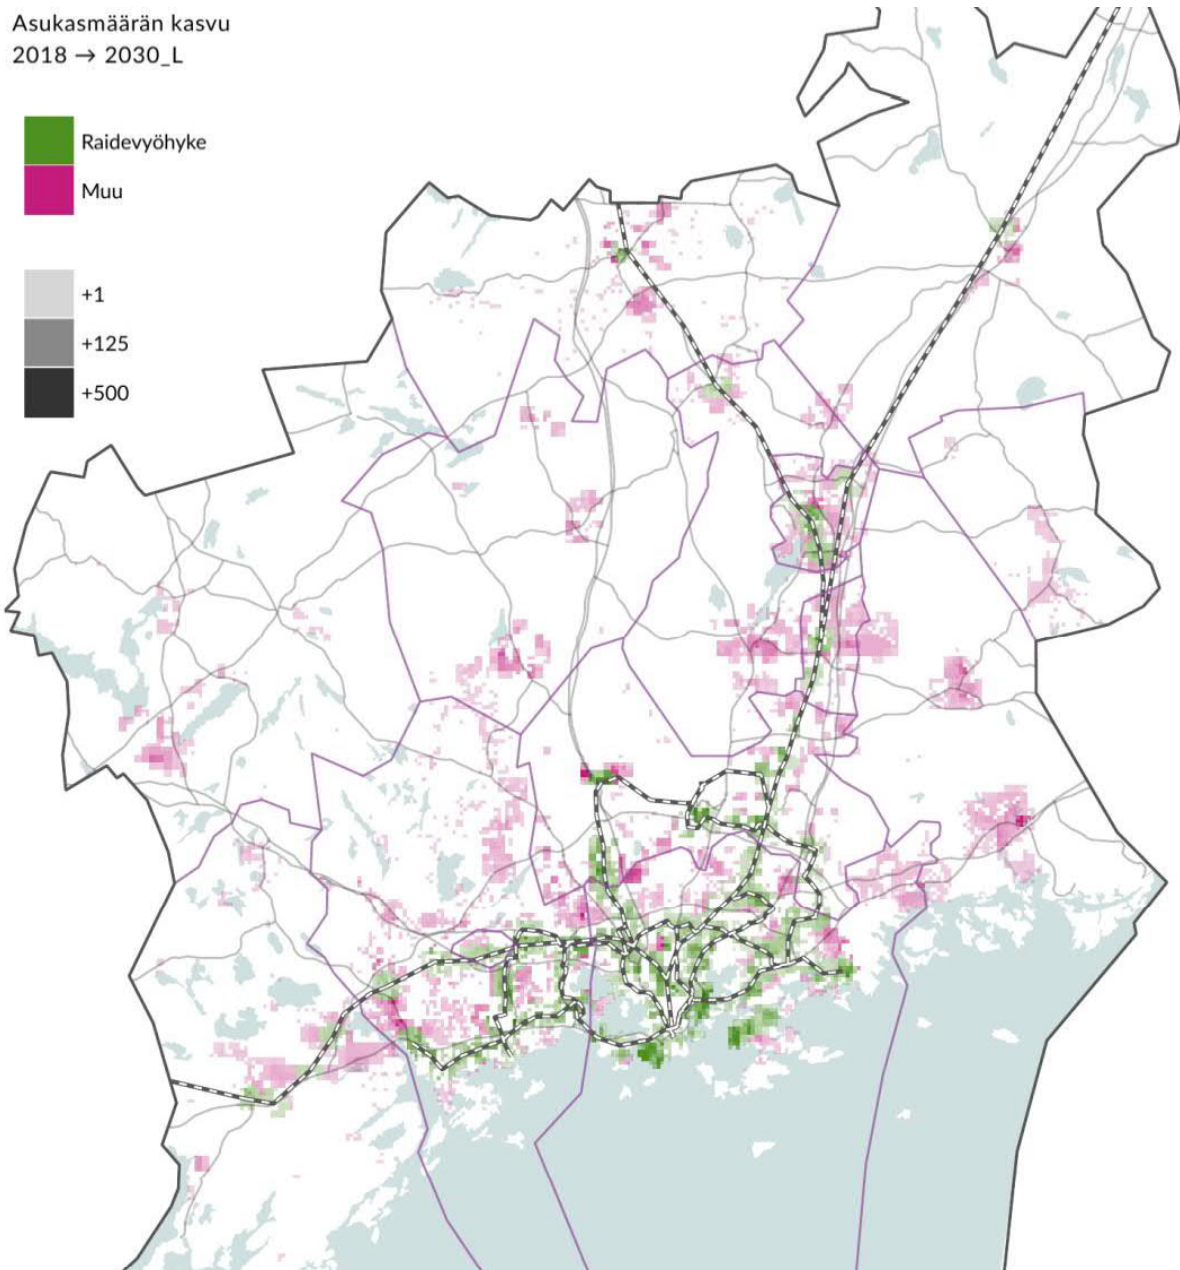 Asukasmäärän kasvu
2018 → 2030_L
Raidevyöhyke
Muu
+1
+125
+500